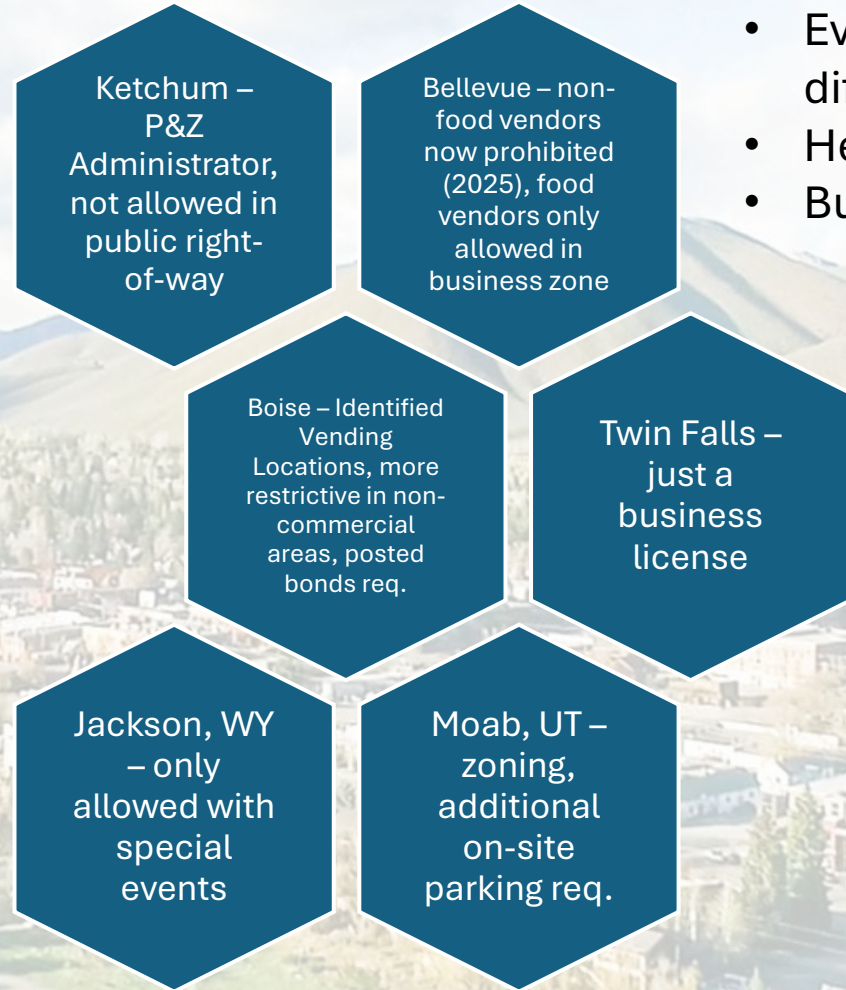 Ketchum –
P&Z
Administrator,
not allowed in
public right-
of-way
Bellevue – non-
food vendors
now prohibited
(2025), food
vendors only
allowed in
business zone
Boise – Identified
Vending
Locations, more
restrictive in non-
commercial
areas, posted
bonds req.
Twin Falls –
just a
business
license
Jackson, WY
– only
allowed with
special
events
Moab, UT –
zoning,
additional
on-site
parking req.
•
•
•